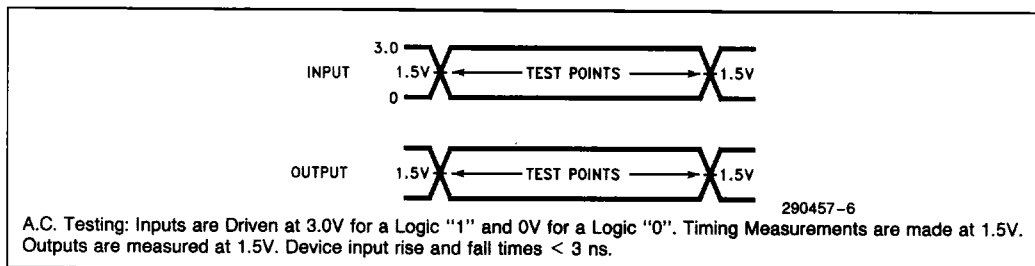 3.0
INPUT 1.5V TEST POINTS 1.5V
0
OUTPUT 1.5V TEST POINTS 1.5V
290457-6
A.C. Testing: Inputs are Driven at 3.0V for a Logic "1" and 0V for a Logic "0". Timing Measurements are made at 1.5V.
Outputs are measured at 1.5V. Device input rise and fall times < 3 ns.